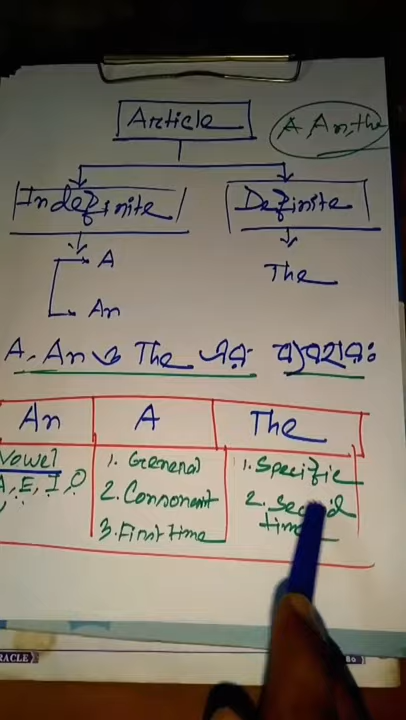 Article
A An, the
Indefinite
Definite
A
The
An
A, An ও The এর ব্যবহারঃ
An
A
The
Vowel
A, E, I, O
1. General
2. Consonant
3. First time
1. Specific
2. Second
time